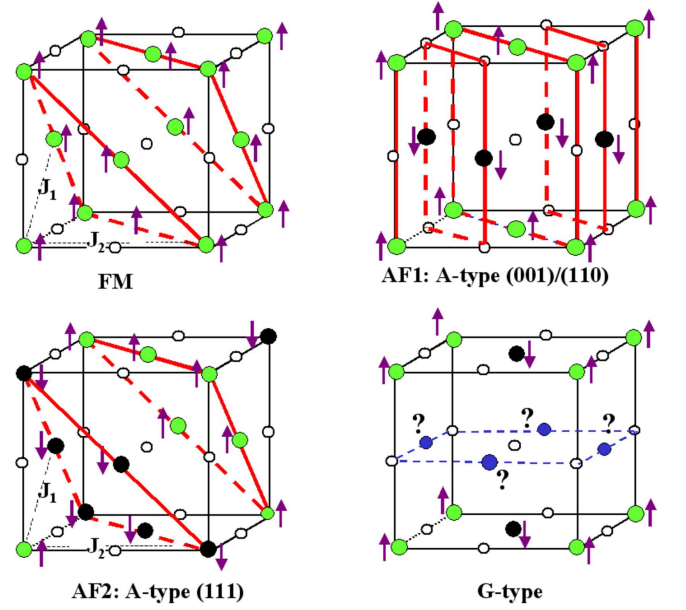 J1
J2
FM
AF1: A-type (001)/(110)
J1
J2
AF2: A-type (111)
? ? ?
?
G-type